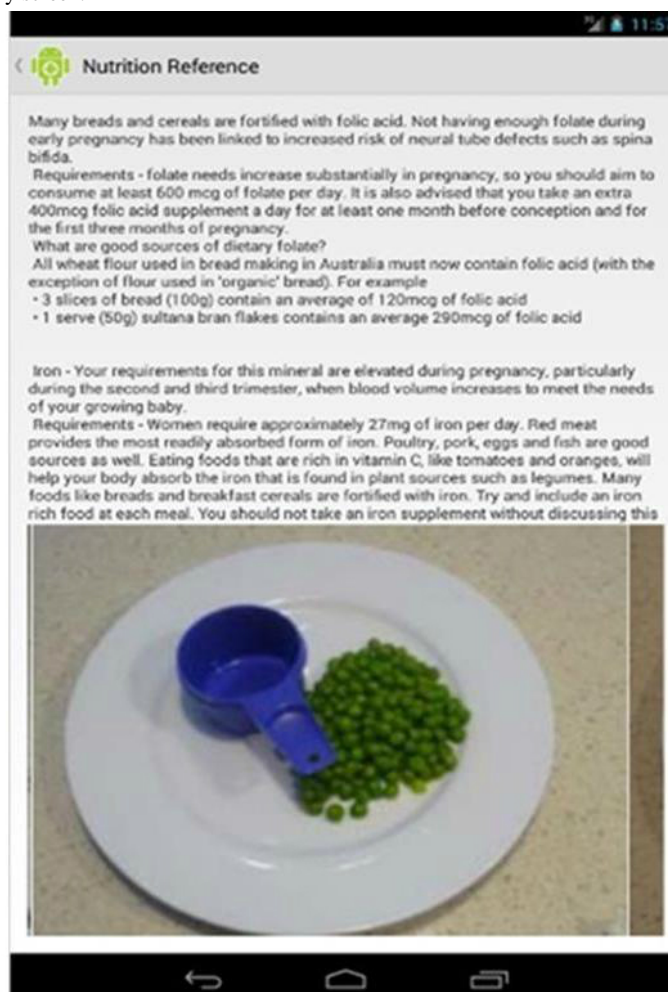 11:5
Nutrition Reference
Many breads and cereals are fortified with folic acid. Not having enough folate during
early pregnancy has been linked to increased risk of neural tube defects such as spina
bifida.
Requirements - folate needs increase substantially in pregnancy, so you should aim to
consume at least 600 mcg of folate per day. It is also advised that you take an extra
400mcg folic acid supplement a day for at least one month before conception and for
the first three months of pregnancy.
What are good sources of dietary folate?
All wheat flour used in bread making in Australia must now contain folic acid (with the
exception of flour used in 'organic' bread). For example
• 3 slices of bread (100g) contain an average of 120mcg of folic acid
• 1 serve (50g) sultana bran flakes contains an average 290mcg of folic acid
Iron - Your requirements for this mineral are elevated during pregnancy, particularly
during the second and third trimester, when blood volume increases to meet the needs
of your growing baby.
Requirements - Women require approximately 27mg of iron per day. Red meat
provides the most readily absorbed form of iron. Poultry, pork, eggs and fish are good
sources as well. Eating foods that are rich in vitamin C, like tomatoes and oranges, will
help your body absorb the iron that is found in plant sources such as legumes. Many
foods like breads and breakfast cereals are fortified with iron. Try and include an iron
rich food at each meal. You should not take an iron supplement without discussing this